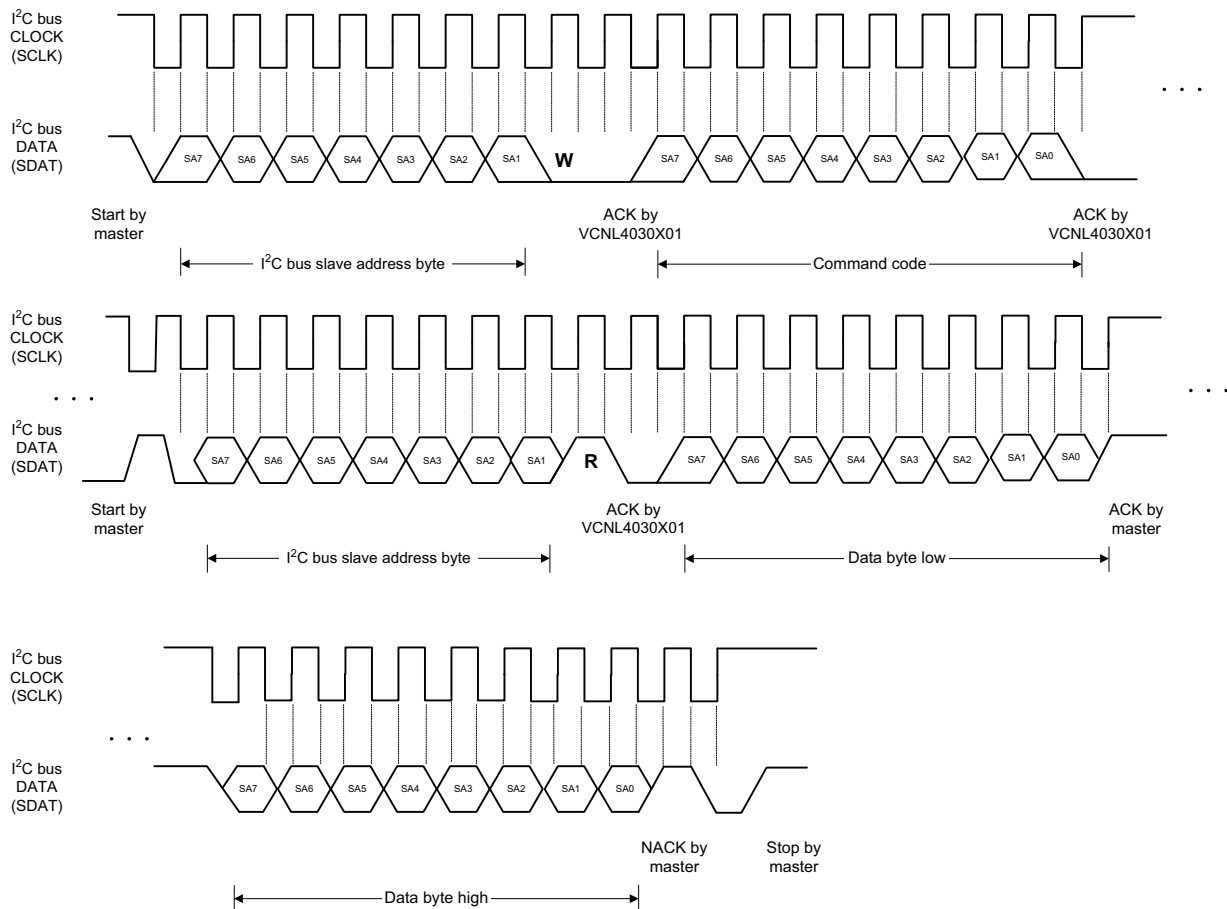 I²C bus
CLOCK
(SCLK)
. . .
I²C bus
DATA
(SDAT)
SA7 SA6 SA5 SA4 SA3 SA2 SA1 W SA7 SA6 SA5 SA4 SA3 SA2 SA1 SA0
Start by
master
ACK by
VCNL4030X01
ACK by
VCNL4030X01
I²C bus slave address byte
Command code
I²C bus
CLOCK
(SCLK)
. . .
. . .
I²C bus
DATA
(SDAT)
SA7 SA6 SA5 SA4 SA3 SA2 SA1 R SA7 SA6 SA5 SA4 SA3 SA2 SA1 SA0
Start by
master
ACK by
VCNL4030X01
ACK by
master
I²C bus slave address byte
Data byte low
I²C bus
CLOCK
(SCLK)
. . .
I²C bus
DATA
(SDAT)
SA7 SA6 SA5 SA4 SA3 SA2 SA1 SA0
NACK by
master
Stop by
master
Data byte high